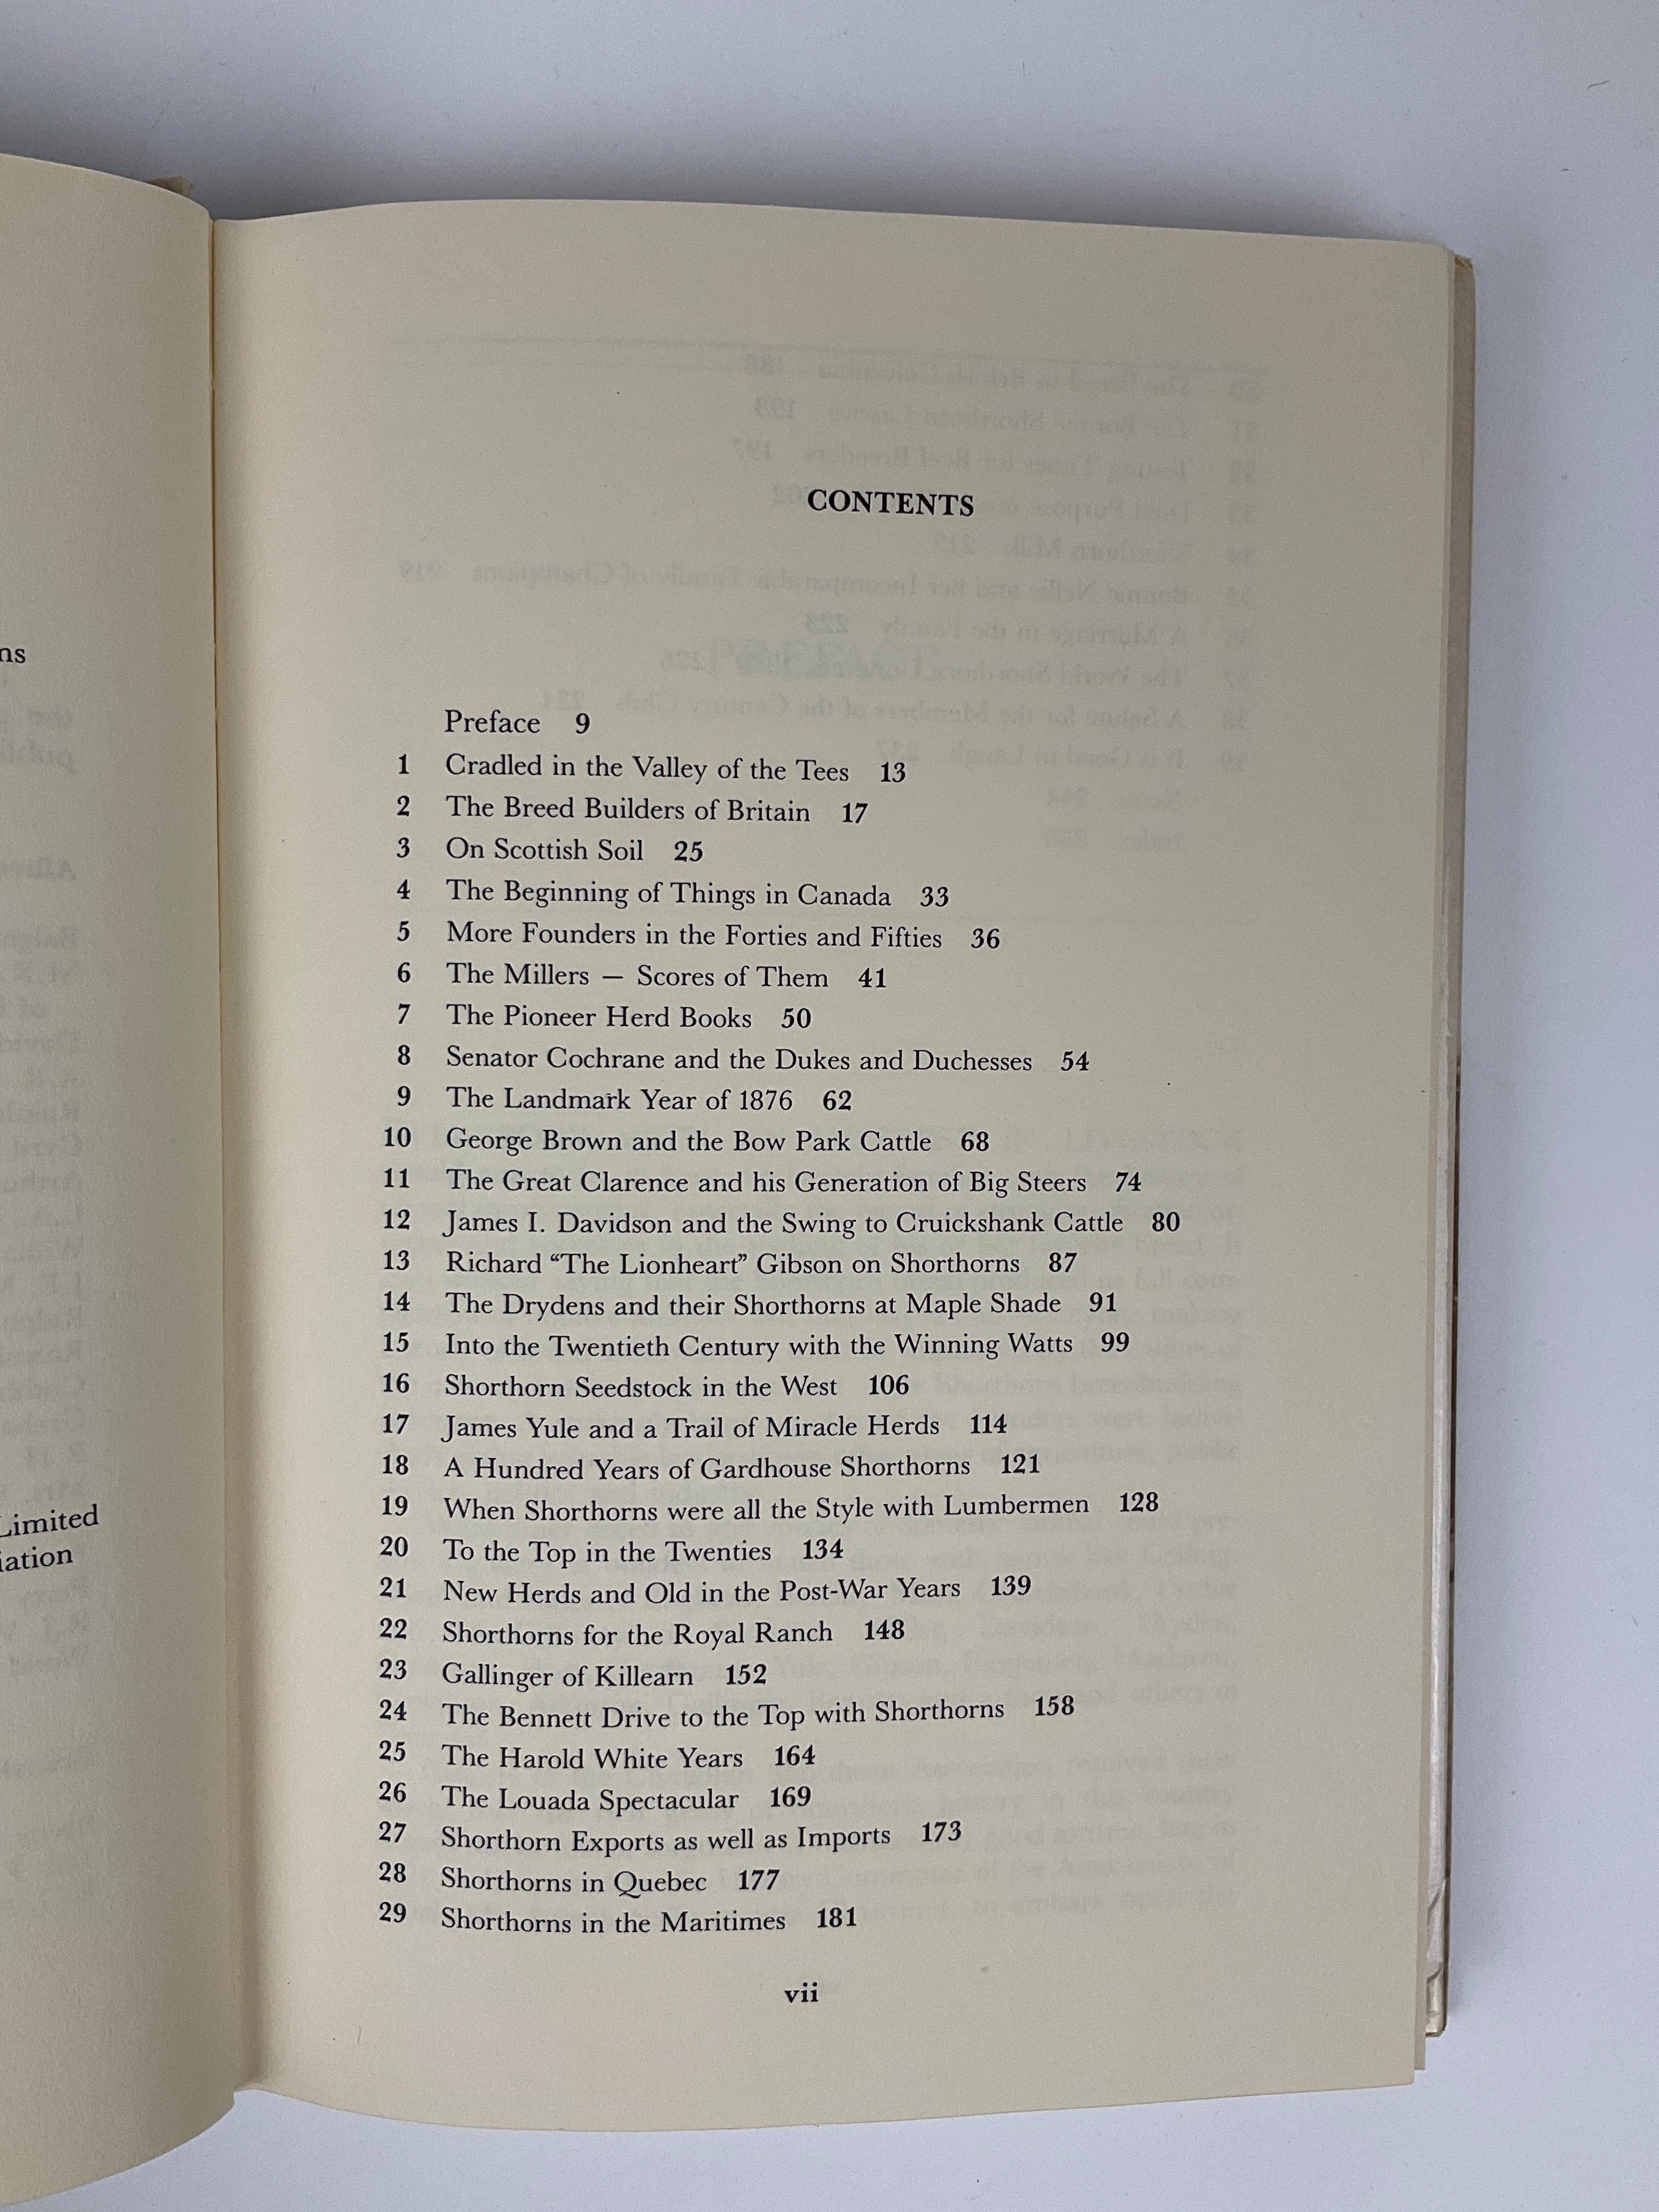 ns
Limited
iation
CONTENTS
Preface 9
1 Cradled in the Valley of the Tees 13
2 The Breed Builders of Britain 17
3 On Scottish Soil 25
4 The Beginning of Things in Canada 33
5 More Founders in the Forties and Fifties 36
6 The Millers — Scores of Them 41
7 The Pioneer Herd Books 50
8 Senator Cochrane and the Dukes and Duchesses 54
9 The Landmark Year of 1876 62
10 George Brown and the Bow Park Cattle 68
11 The Great Clarence and his Generation of Big Steers 74
12 James I. Davidson and the Swing to Cruickshank Cattle 80
13 Richard “The Lionheart” Gibson on Shorthorns 87
14 The Drydens and their Shorthorns at Maple Shade 91
15 Into the Twentieth Century with the Winning Watts 99
16 Shorthorn Seedstock in the West 106
17 James Yule and a Trail of Miracle Herds 114
18 A Hundred Years of Gardhouse Shorthorns 121
19 When Shorthorns were all the Style with Lumbermen 128
20 To the Top in the Twenties 134
21 New Herds and Old in the Post-War Years 139
22 Shorthorns for the Royal Ranch 148
23 Gallinger of Killearn 152
24 The Bennett Drive to the Top with Shorthorns 158
25 The Harold White Years 164
26 The Louada Spectacular 169
27 Shorthorn Exports as well as Imports 173
28 Shorthorns in Quebec 177
29 Shorthorns in the Maritimes 181
vii